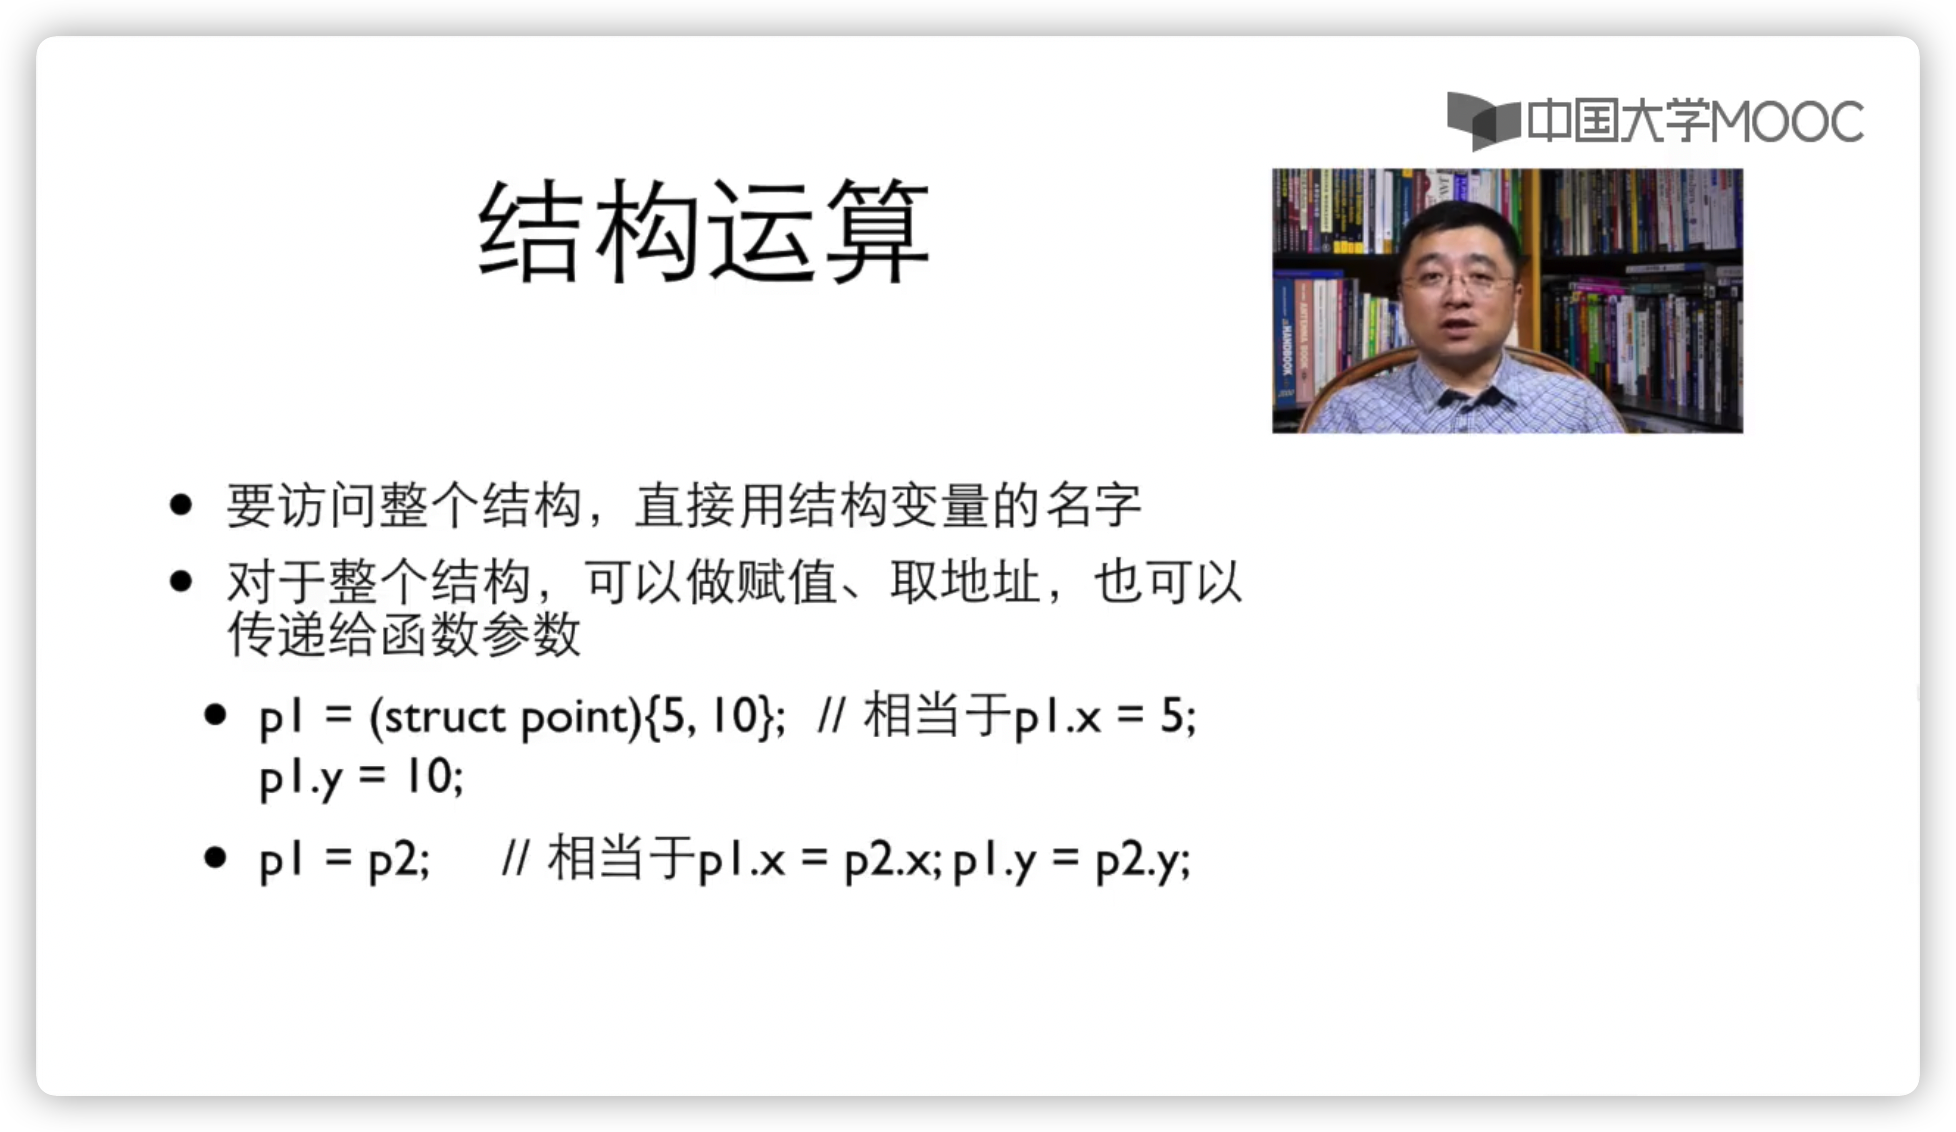 中国大学MOOC
结构运算
HANDBOOK
ANTENNA BOOK
要访问整个结构，直接用结构变量的名字
对于整个结构，可以做赋值、取地址，也可以
传递给函数参数
p1 = (struct point){5, 10}; // 相当于p1.x = 5;
p1.y = 10;
p1 = p2; // 相当于p1.x = p2.x; p1.y = p2.y;